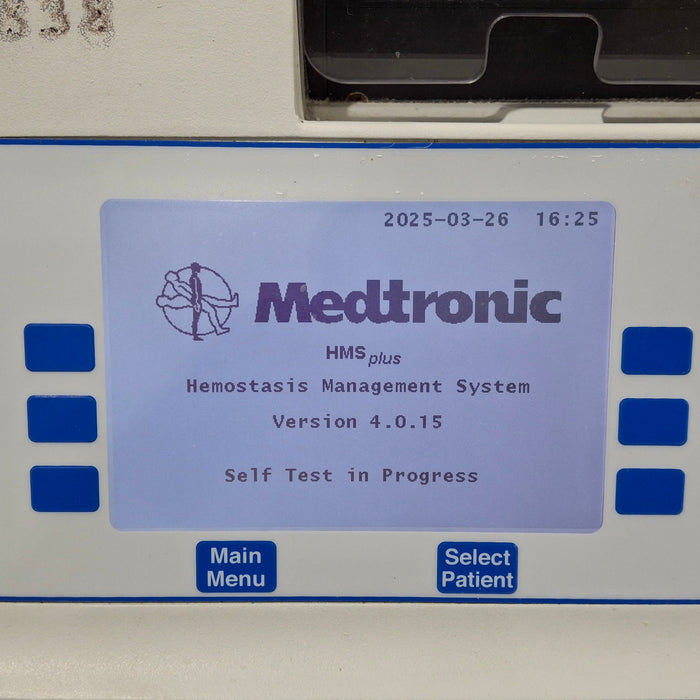 838
2025-03-26 16:25
Medtronic
HMS plus
Hemostasis Management System
Version 4.0.15
Self Test in Progress
Main
Menu
Select
Patient